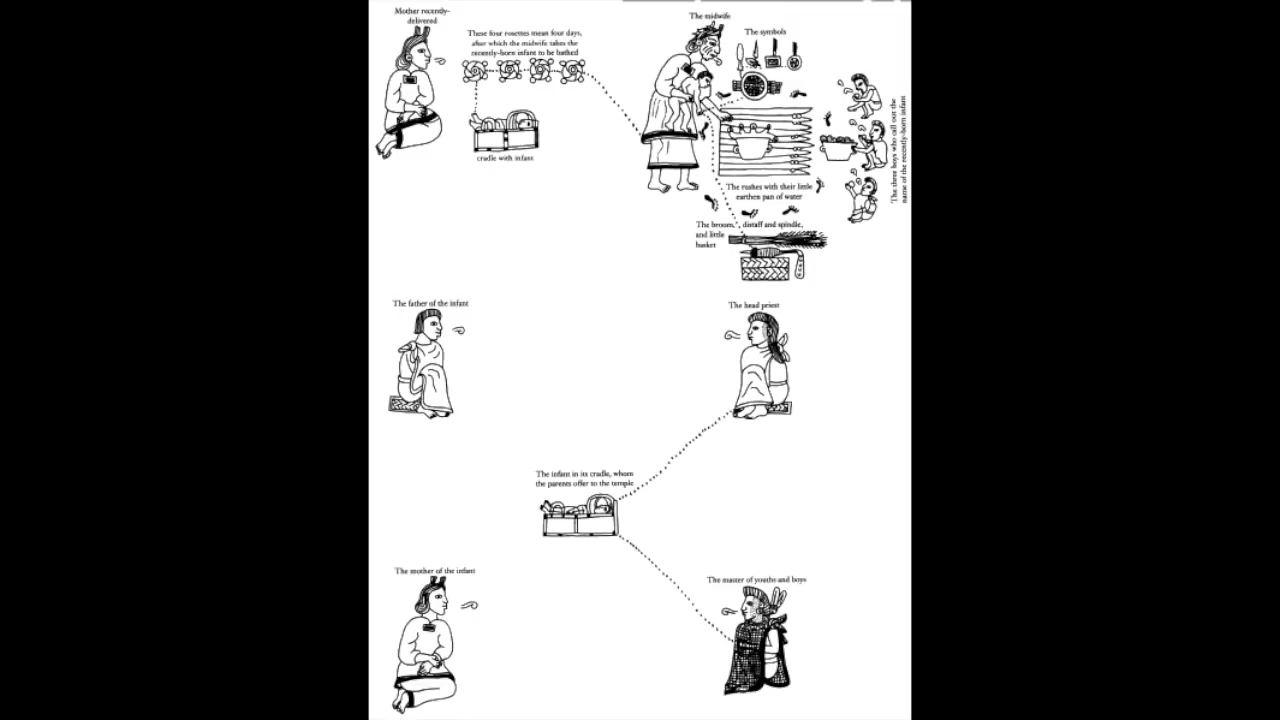 Mother recently-
delivered
These four rosettes mean four days,
after which the midwife takes the
recently-born infant to be bathed
cradle with infant
The midwife
The symbols
The three boys who call out the
name of the recently-born infant
The rushes with their little
earthen pan of water
The broom, distaff and spindle,
and little
basket
The father of the infant
The head priest
The infant in its cradle, whom
the parents offer to the temple
The mother of the infant
The master of youths and boys